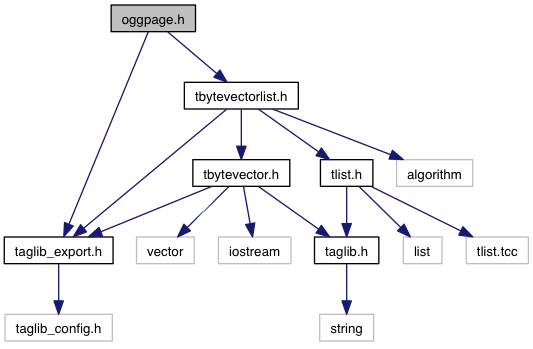 oggpage.h
tbytevectorlist.h
tbytevector.h
tlist.h
algorithm
taglib_export.h
vector
iostream
taglib.h
list
tlist.tcc
taglib_config.h
string